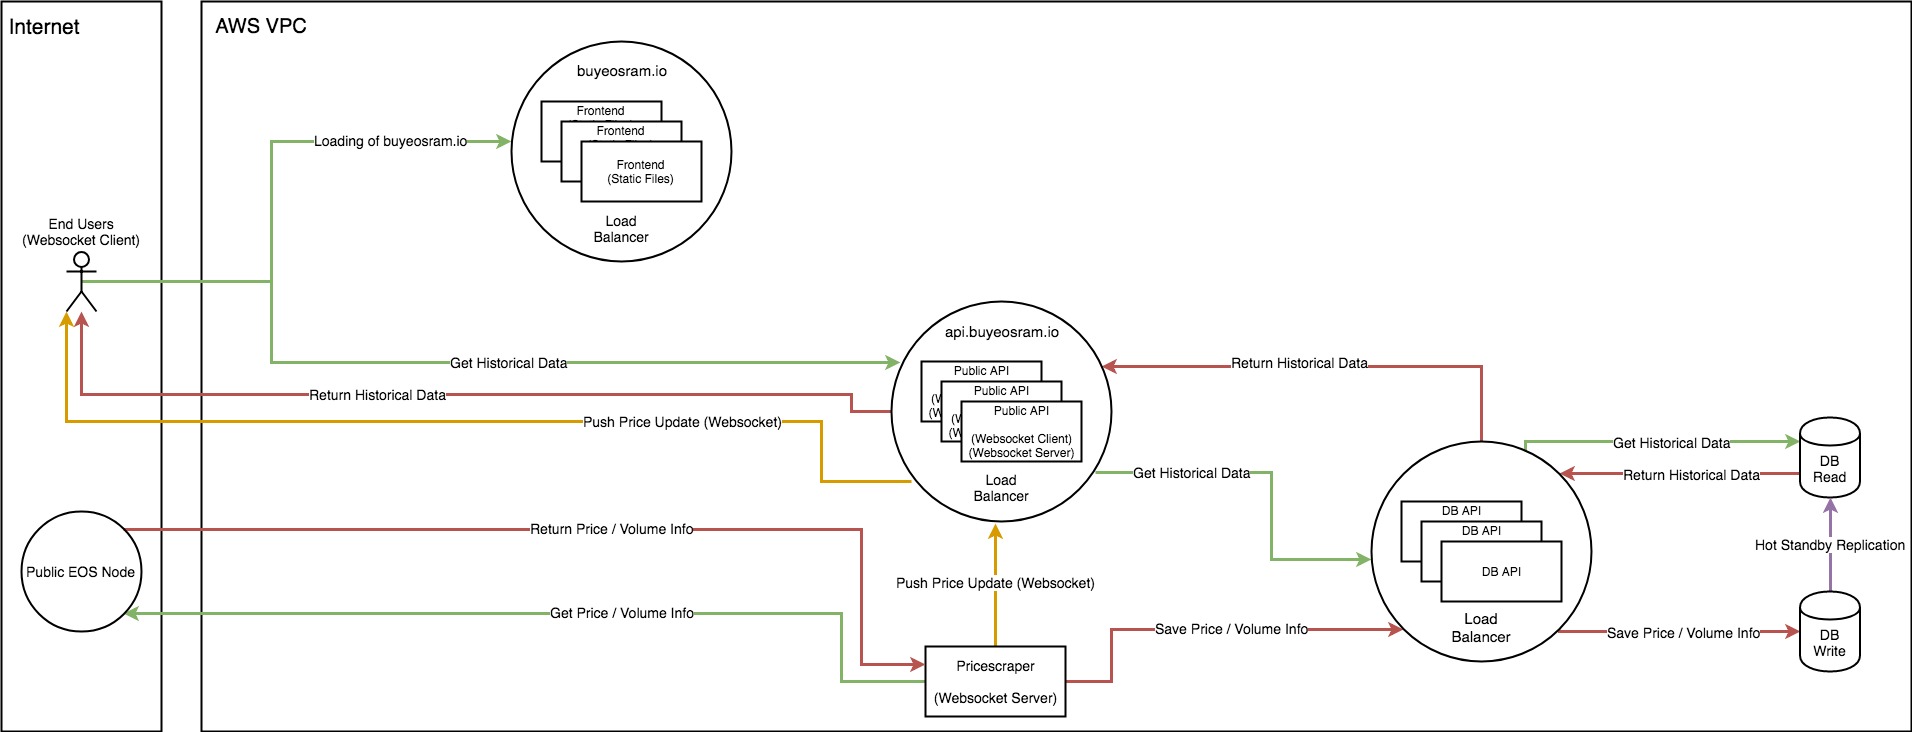 Internet
AWS VPC
buyeosram.io
Frontend
Frontend
Frontend
(Static Files)
Load
Balancer
Loading of buyeosram.io
End Users
(Websocket Client)
Get Historical Data
Return Historical Data
Push Price Update (Websocket)
api.buyeosram.io
Public API
Public API
Public API
(W
(W
(W
(W
(Websocket Client)
(Websocket Server)
Load
Balancer
Return Historical Data
Get Historical Data
Get Historical Data
Return Historical Data
DB
Read
Hot Standby Replication
DB
Write
DB API
DB API
DB API
Load
Balancer
Save Price / Volume Info
Save Price / Volume Info
Public EOS Node
Return Price / Volume Info
Get Price / Volume Info
Push Price Update (Websocket)
Pricescraper
(Websocket Server)